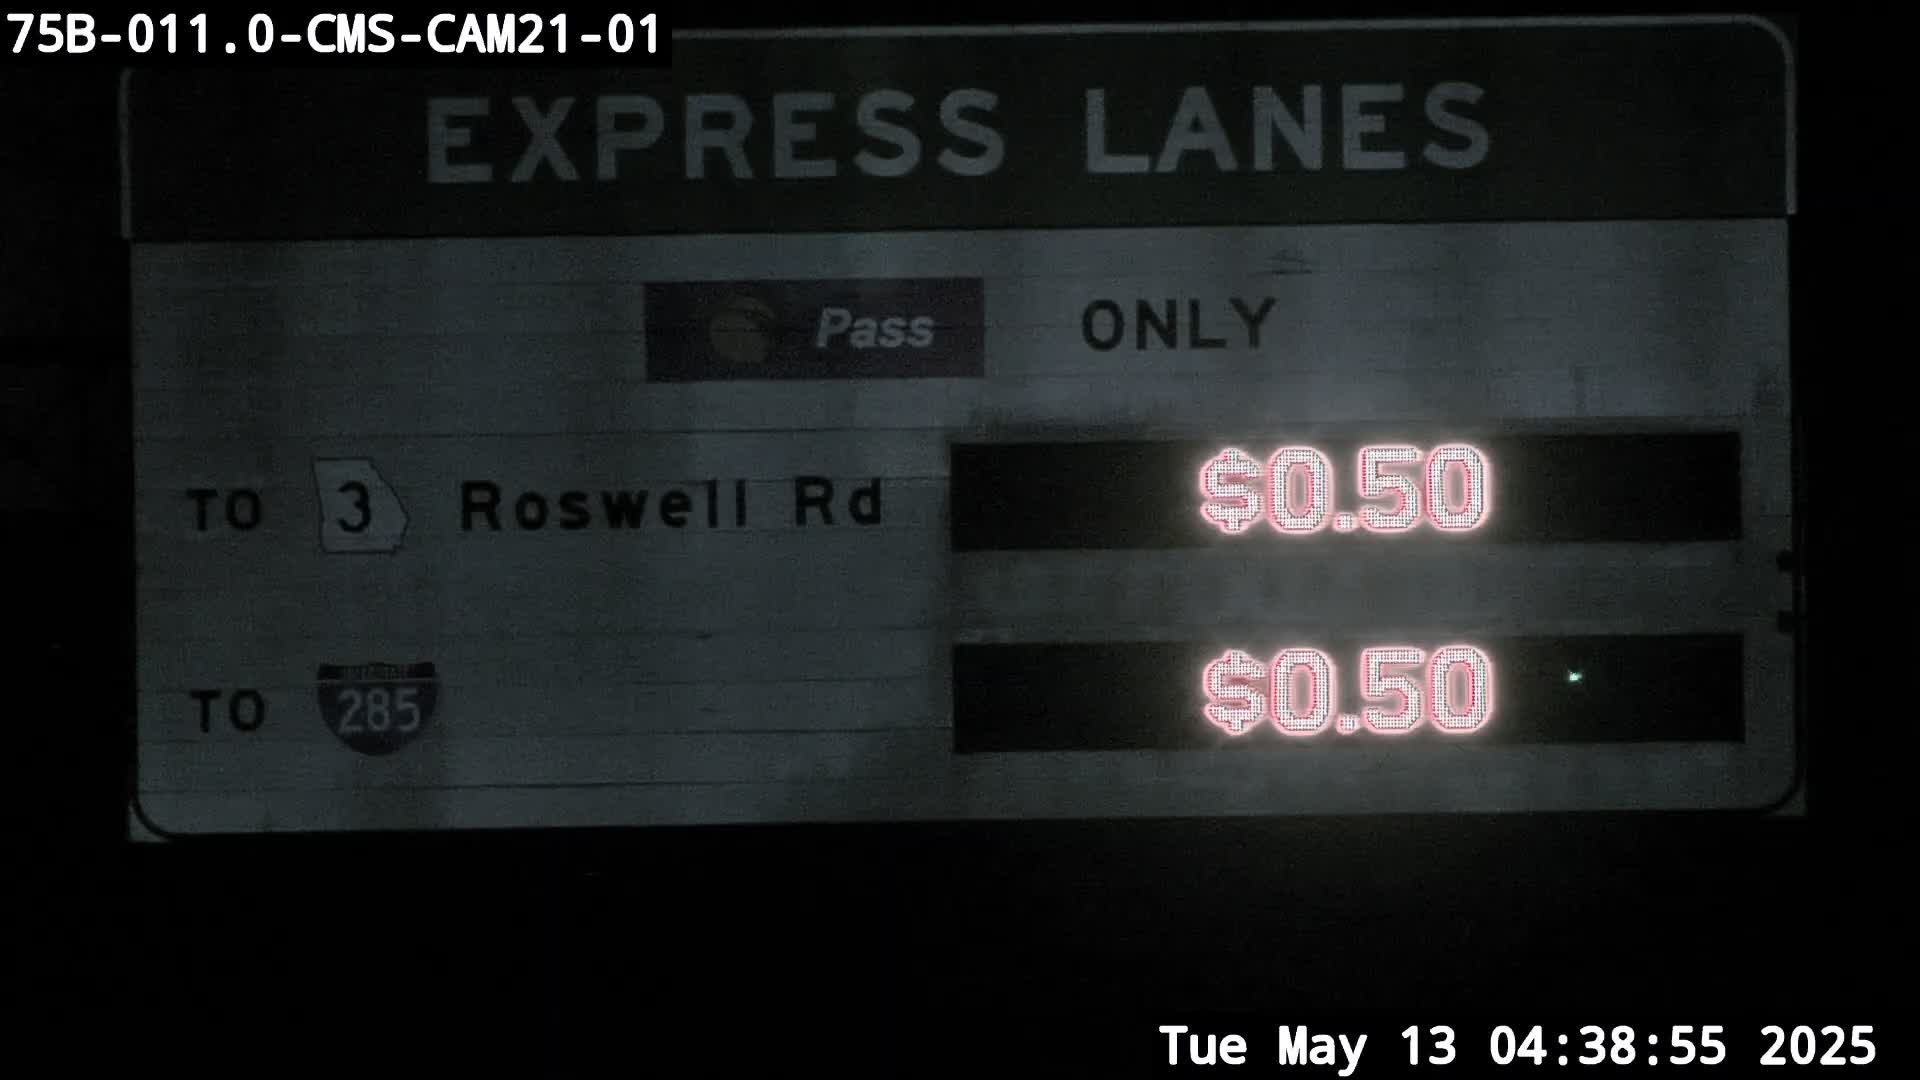 75B-011.0-CMS-CAM21-01
EXPRESS LANES
Pass ONLY
TO 3 Roswell Rd $0.50
TO 285 $0.50
Tue May 13 04:38:55 2025